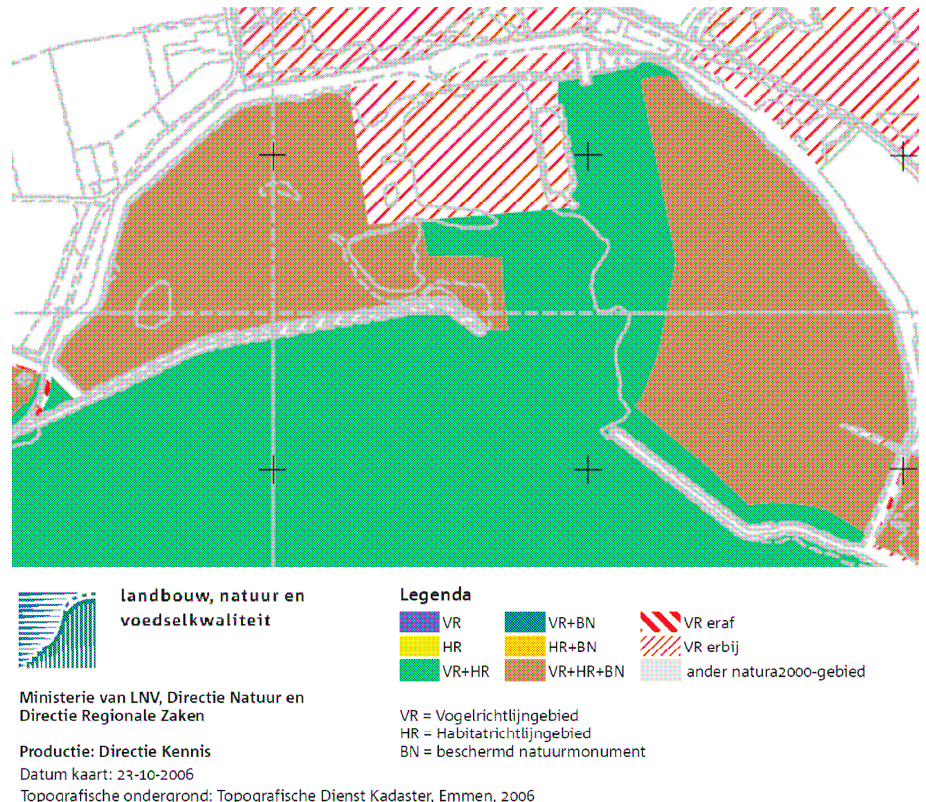 landbouw, natuur en
voedselkwaliteit
Ministerie van LNV, Directie Natuur en
Directie Regionale Zaken
Productie: Directie Kennis
Datum kaart: 23-10-2006
Topografische ondergrond: Topografische Dienst Kadaster, Emmen, 2006
Legenda
VR VR+BN VR eraf
HR HR+BN VR erbij
VR+HR VR+HR+BN ander natura2000-gebied
VR = Vogelrichtlijngebied
HR = Habitatrichtlijngebied
BN = beschermd natuurmonument